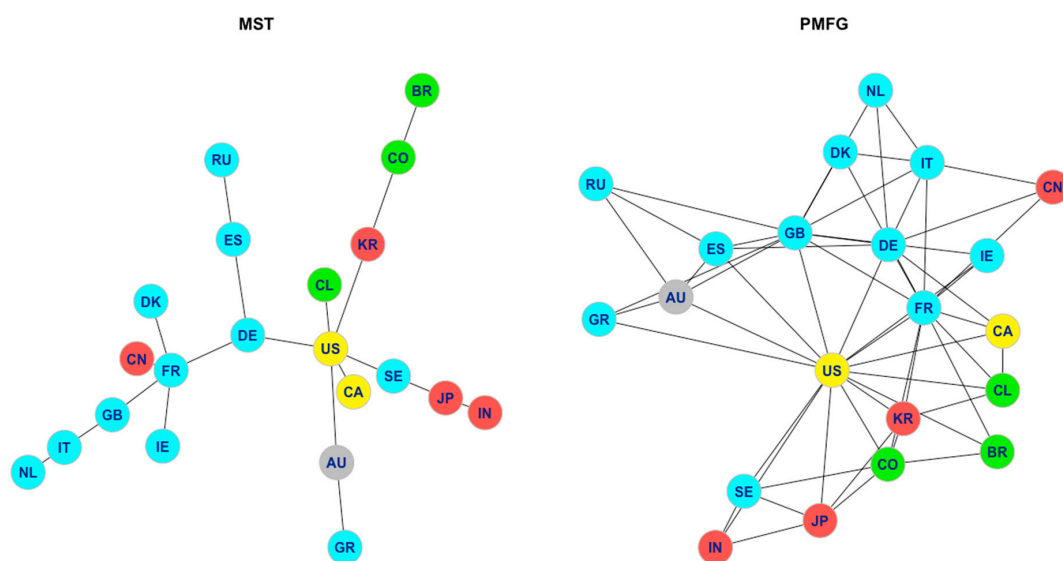 MST
BR
CO
RU
ES
KR
CL
DK
DE
US
CN
FR
SE
CA
JP
IN
GB
IT
IE
NL
AU
GR
PMFG
NL
DK
IT
RU
CN
GB
DE
ES
IE
AU
FR
GR
CA
US
CL
KR
BR
CO
SE
JP
IN